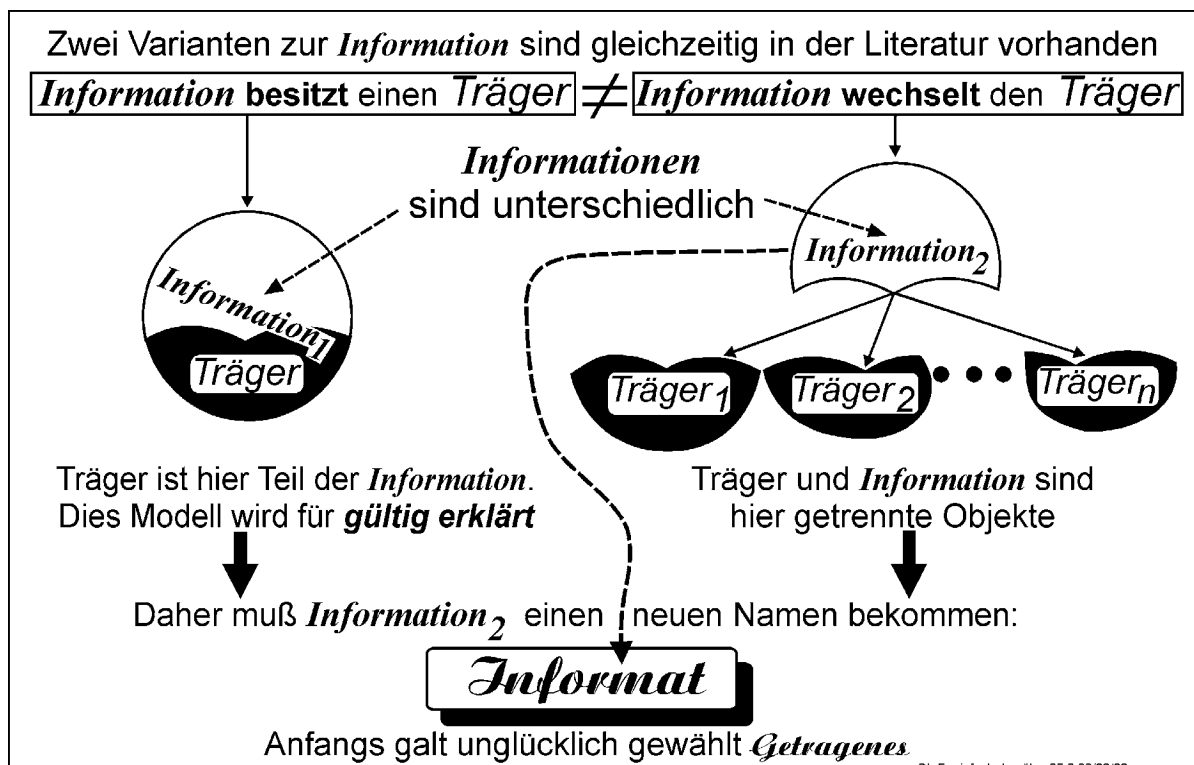 Zwei Varianten zur Information sind gleichzeitig in der Literatur vorhanden
Information besitzt einen Träger ≠ Information wechselt den Träger
Informationen
sind unterschiedlich
Information1
Träger
Information2
Träger1 Träger2 ••• Trägern
Träger ist hier Teil der Information.
Dies Modell wird für gültig erklärt
Träger und Information sind
hier getrennte Objekte
Daher muß Information2 einen neuen Namen bekommen:
Informat
Anfangs galt unglücklich gewählt Getragenes